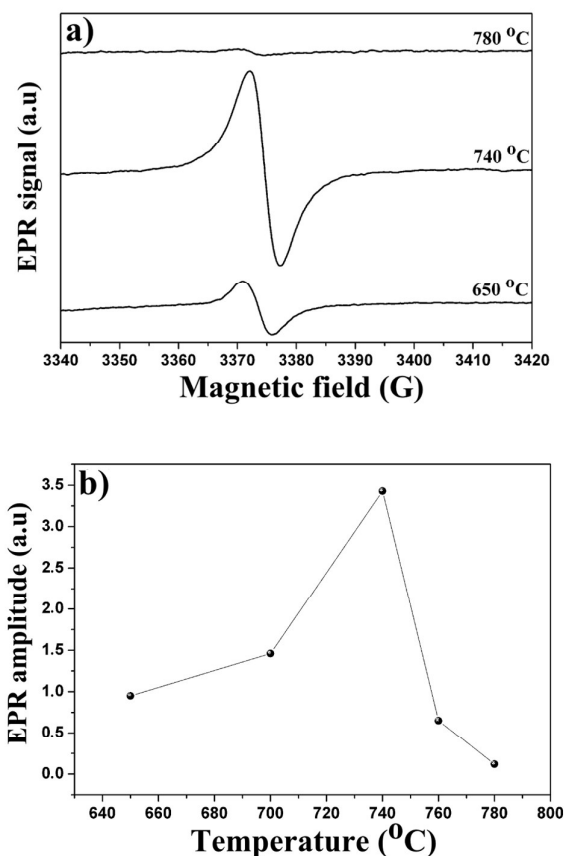 a)
780 °C
740 °C
650 °C
EPR signal (a.u)
3340 3350 3360 3370 3380 3390 3400 3410 3420
Magnetic field (G)
b)
EPR amplitude (a.u)
3.5
3.0
2.5
2.0
1.5
1.0
0.5
0.0
640 660 680 700 720 740 760 780 800
Temperature (°C)